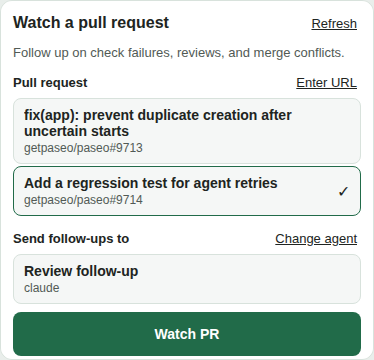 Watch a pull request
Refresh
Follow up on check failures, reviews, and merge conflicts.
Pull request
Enter URL
fix(app): prevent duplicate creation after
uncertain starts
getpaseo/paseo#9713
Add a regression test for agent retries
getpaseo/paseo#9714
✓
Send follow-ups to
Change agent
Review follow-up
claude
Watch PR